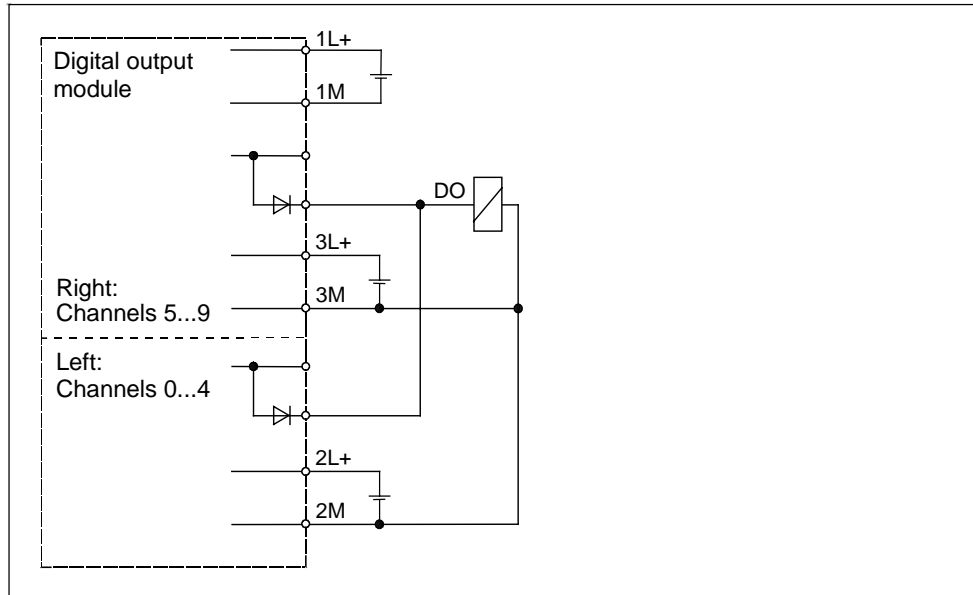 1L+
Digital output
module
1M
DO
3L+
Right:
3M
Channels 5...9
Left:
Channels 0...4
2L+
2M